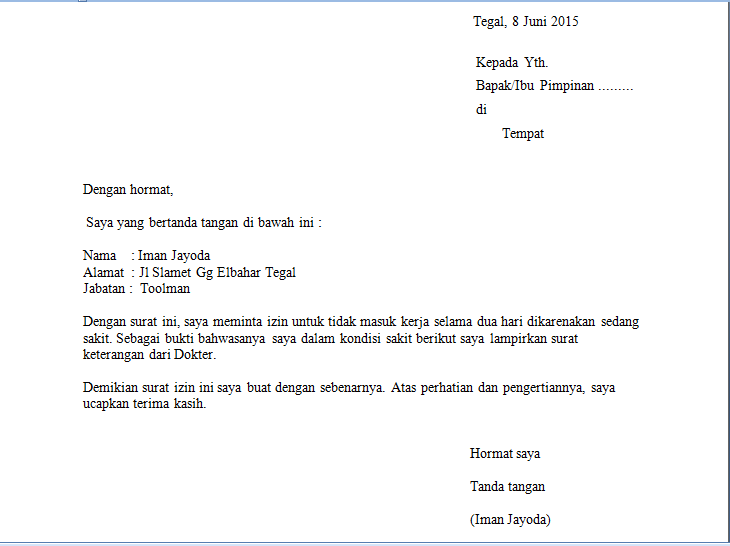 Tegal, 8 Juni 2015
Kepada Yth.
Bapak/Ibu Pimpinan .........
di
Tempat
Dengan hormat,
Saya yang bertanda tangan di bawah ini :
Nama : Iman Jayoda
Alamat : Jl Slamet Gg Elbahar Tegal
Jabatan : Toolman
Dengan surat ini, saya meminta izin untuk tidak masuk kerja selama dua hari dikarenakan sedang
sakit. Sebagai bukti bahwasanya saya dalam kondisi sakit berikut saya lampirkan surat
keterangan dari Dokter.
Demikian surat izin ini saya buat dengan sebenarnya. Atas perhatian dan pengertiannya, saya
ucapkan terima kasih.
Hormat saya
Tanda tangan
(Iman Jayoda)